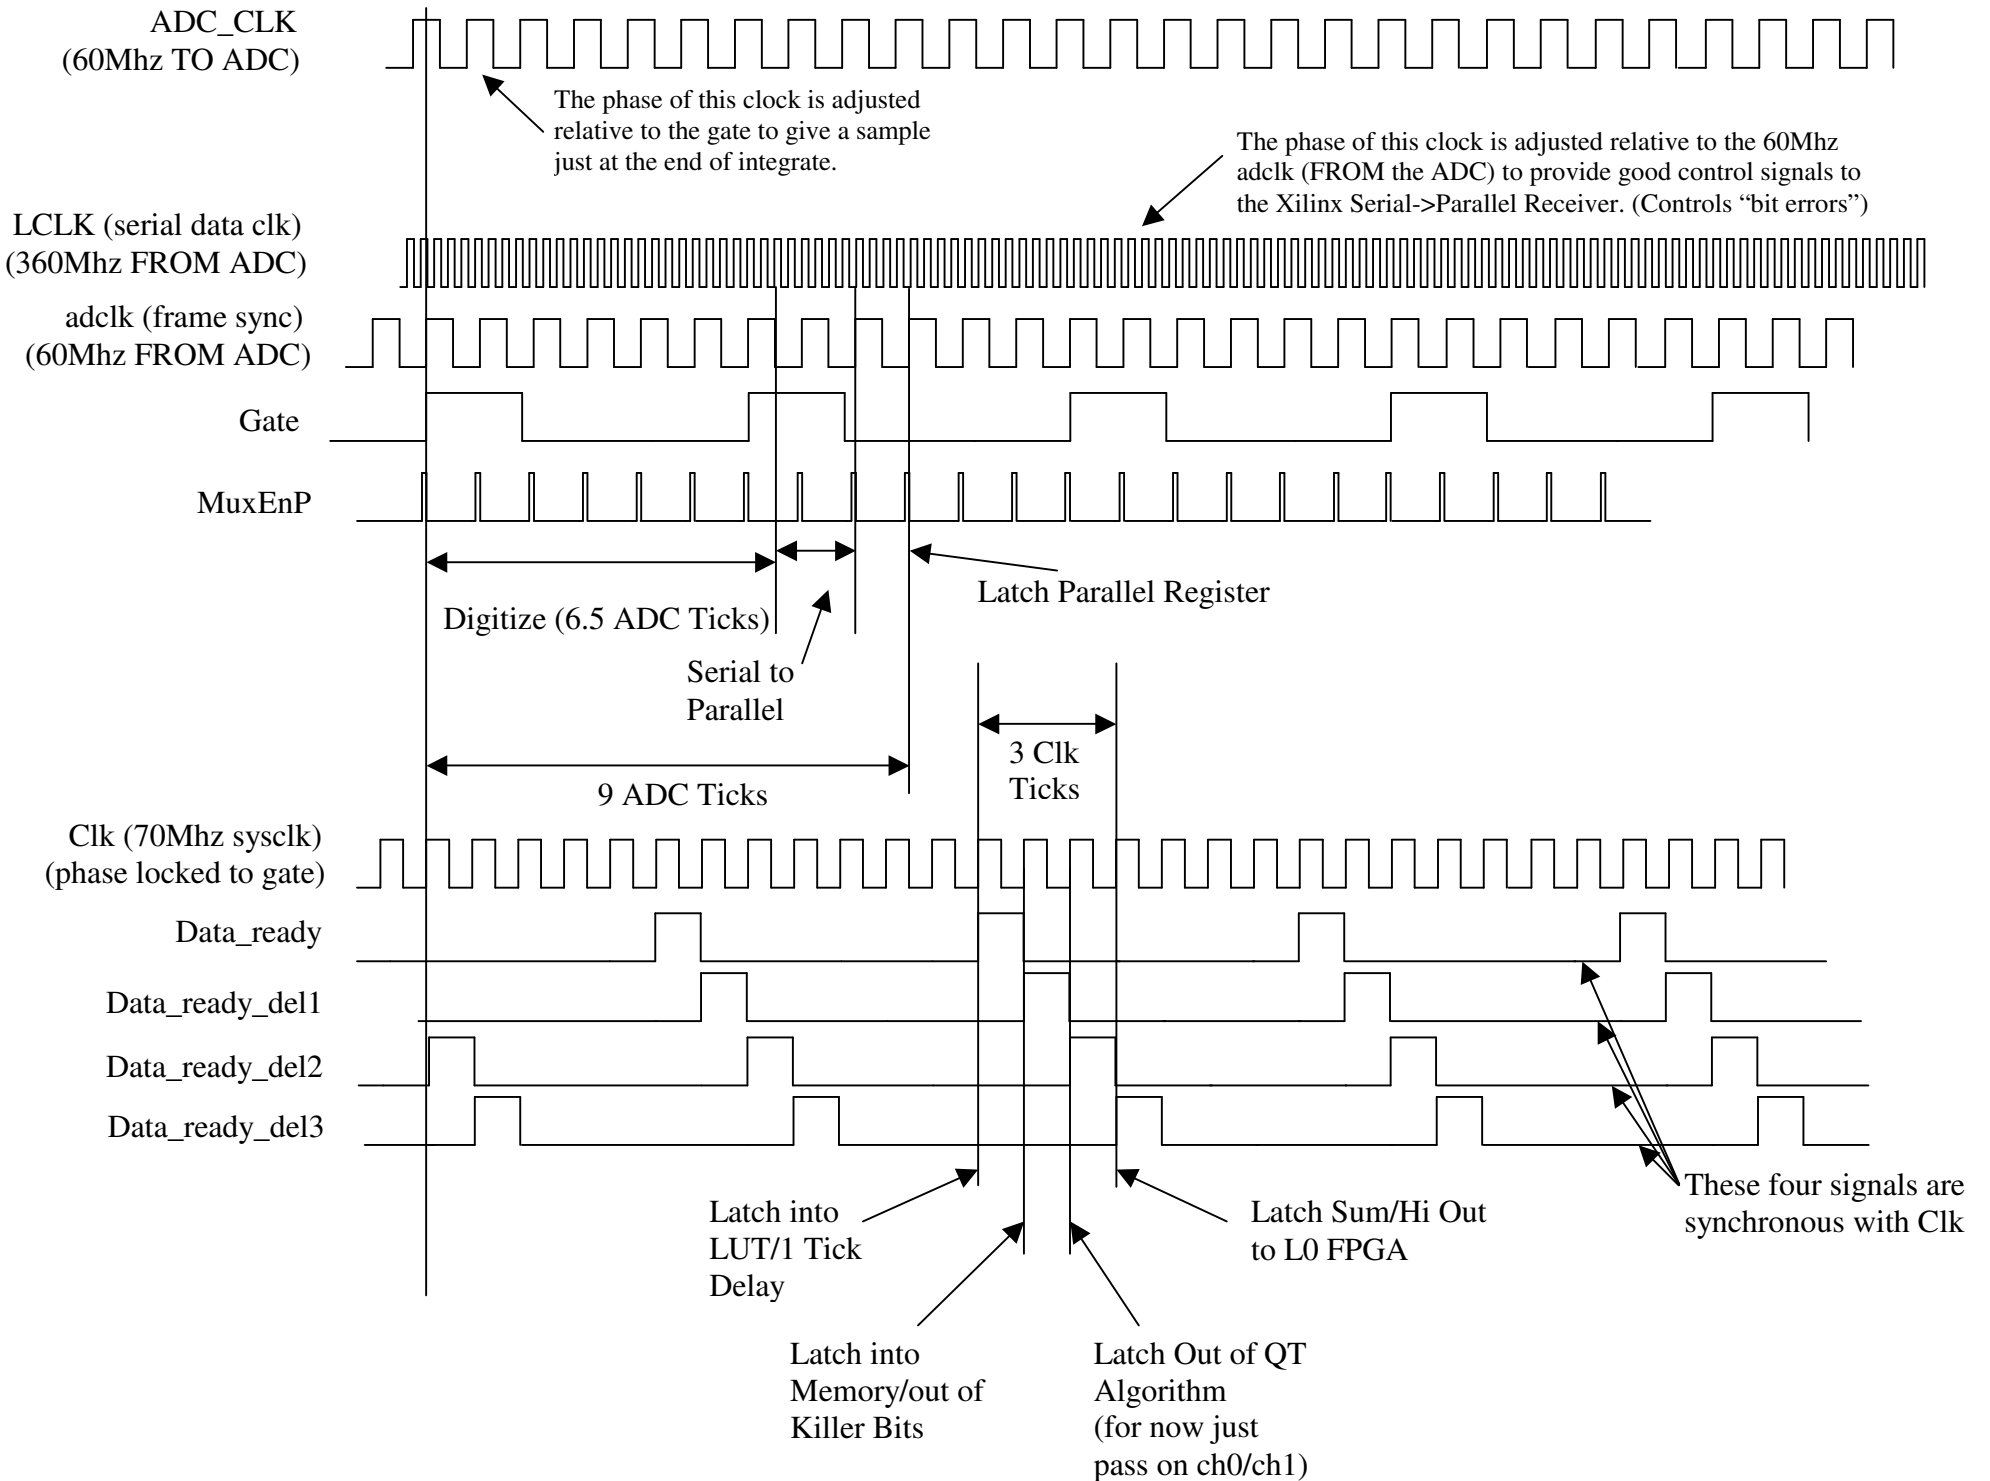 ADC_CLK
(60Mhz TO ADC)
The phase of this clock is adjusted
relative to the gate to give a sample
just at the end of integrate.
The phase of this clock is adjusted relative to the 60Mhz
adclk (FROM the ADC) to provide good control signals to
the Xilinx Serial->Parallel Receiver. (Controls “bit errors”)
LCLK (serial data clk)
(360Mhz FROM ADC)
adclk (frame sync)
(60Mhz FROM ADC)
Gate
MuxEnP
Latch Parallel Register
Digitize (6.5 ADC Ticks)
Serial to
Parallel
3 Clk
Ticks
9 ADC Ticks
Clk (70Mhz sysclk)
(phase locked to gate)
Data_ready
Data_ready_del1
Data_ready_del2
Data_ready_del3
These four signals are
synchronous with Clk
Latch into
LUT/1 Tick
Delay
Latch Sum/Hi Out
to L0 FPGA
Latch into
Memory/out of
Killer Bits
Latch Out of QT
Algorithm
(for now just
pass on ch0/ch1)